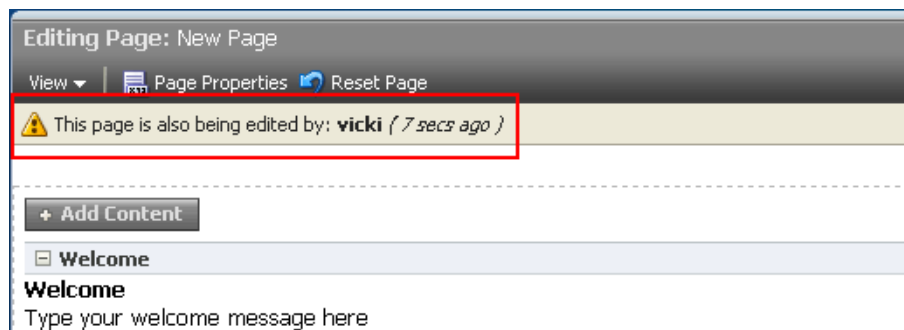 Editing Page: New Page
View Page Properties Reset Page
This page is also being edited by: vicki ( 7 secs ago )
+ Add Content
Welcome
Welcome
Type your welcome message here